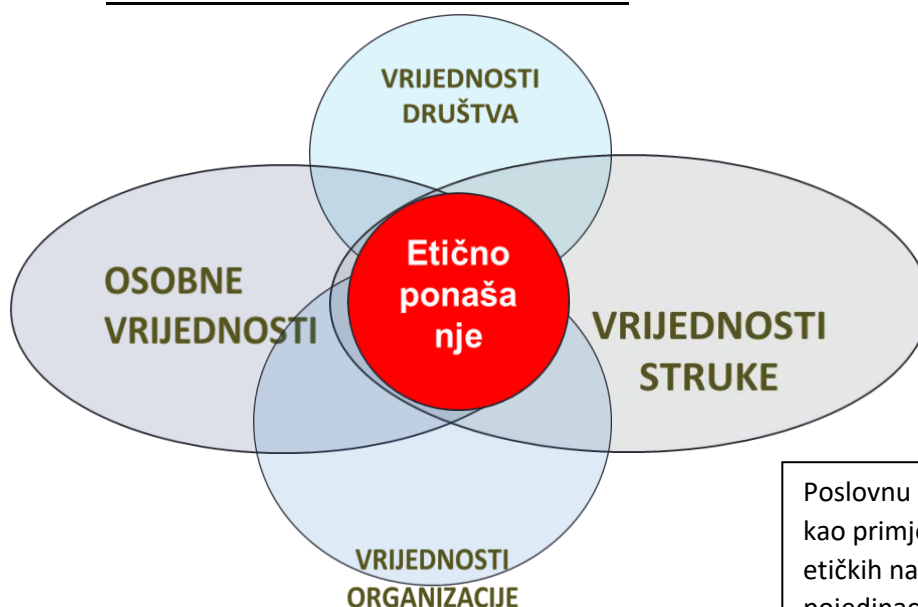 VRIJEDNOSTI
DRUŠTVA
OSOBNE
VRIJEDNOSTI
Etično
ponaša
nje
VRIJEDNOSTI
STRUKE
VRIJEDNOSTI
ORGANIZACIJE
Poslovnu
kao primje
etičkih na